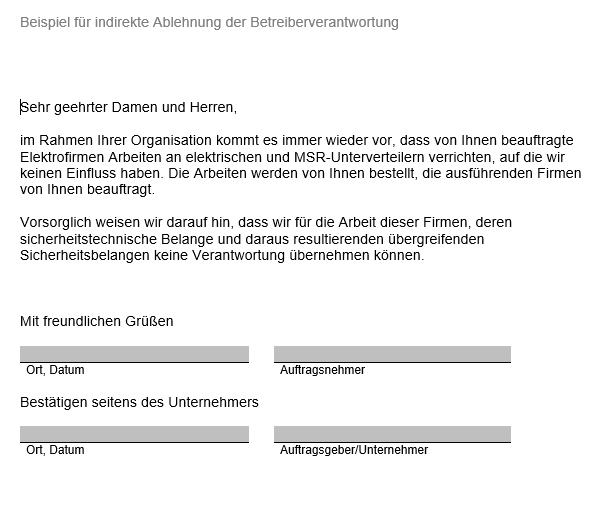 Beispiel für indirekte Ablehnung der Betreiberverantwortung
Sehr geehrter Damen und Herren,
im Rahmen Ihrer Organisation kommt es immer wieder vor, dass von Ihnen beauftragte
Elektrofirmen Arbeiten an elektrischen und MSR-Unterverteilern verrichten, auf die wir
keinen Einfluss haben. Die Arbeiten werden von Ihnen bestellt, die ausführenden Firmen
von Ihnen beauftragt.
Vorsorglich weisen wir darauf hin, dass wir für die Arbeit dieser Firmen, deren
sicherheitstechnische Belange und daraus resultierenden übergreifenden
Sicherheitsbelangen keine Verantwortung übernehmen können.
Mit freundlichen Grüßen
Ort, Datum Auftragsnehmer
Bestätigen seitens des Unternehmers
Ort, Datum Auftragsgeber/Unternehmer